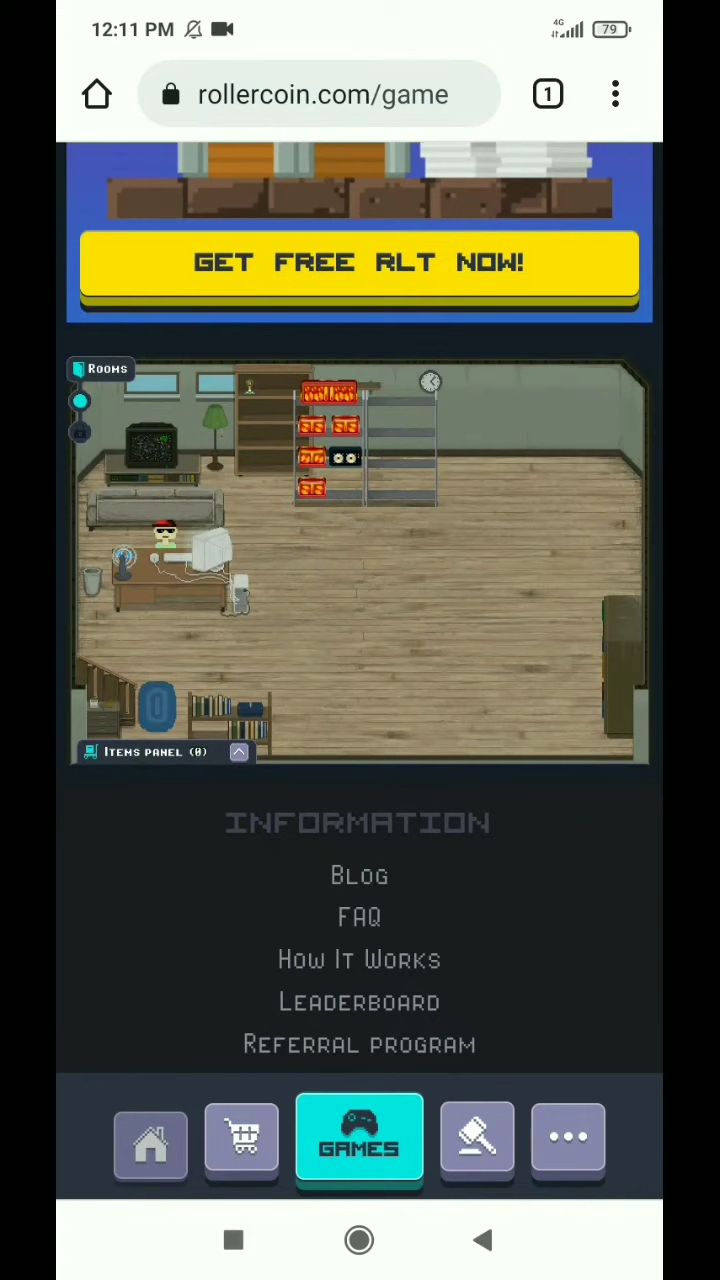 12:11 PM
4G
79
rollercoin.com/game
1
GET FREE RLT NOW!
ROOMS
ITEMS PANEL (0)
INFORMATION
BLOG
FAQ
HOW IT WORKS
LEADERBOARD
REFERRAL PROGRAM
GAMES